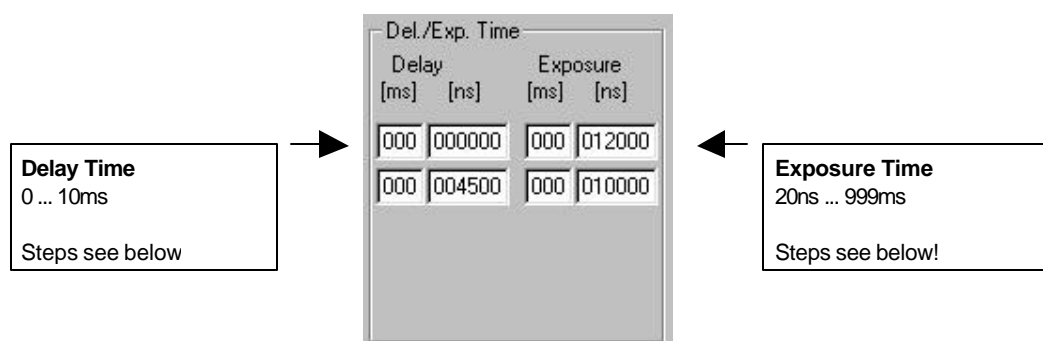 Del./Exp. Time
Delay Exposure
[ms] [ns] [ms] [ns]
000 000000 000 012000
000 004500 000 010000
Delay Time
0 ... 10ms
Steps see below
Exposure Time
20ns ... 999ms
Steps see below!